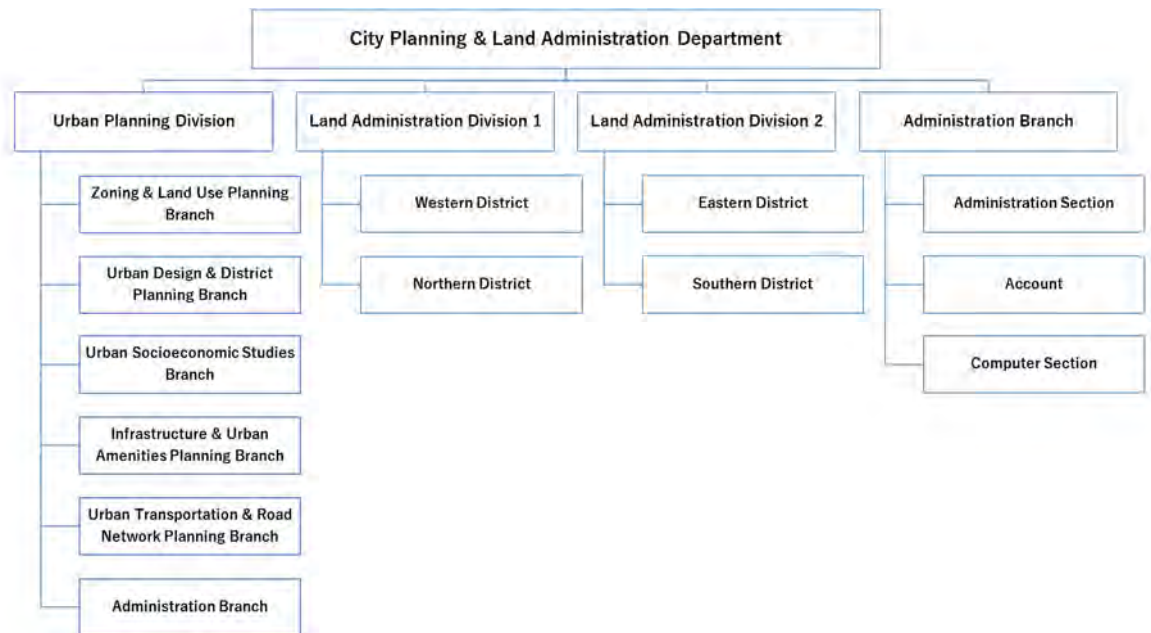 City Planning & Land Administration Department
Urban Planning Division
Land Administration Division 1
Land Administration Division 2
Administration Branch
Zoning & Land Use Planning
Branch
Western District
Eastern District
Administration Section
Urban Design & District
Planning Branch
Northern District
Southern District
Account
Urban Socioeconomic Studies
Branch
Computer Section
Infrastructure & Urban
Amenities Planning Branch
Urban Transportation & Road
Network Planning Branch
Administration Branch